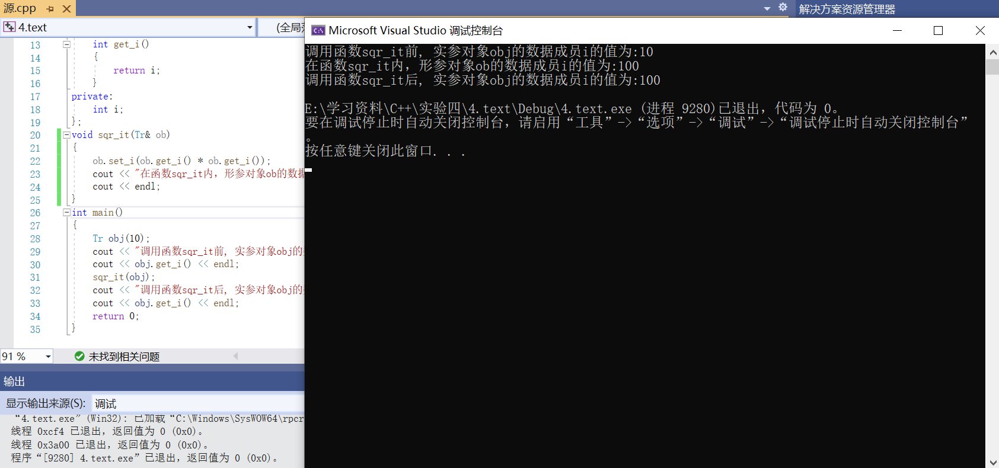 源.cpp
解决方案资源管理器
4.text
(全局范
Microsoft Visual Studio 调试控制台
13 int get_i()
14 {
15 return i;
16 }
17 private:
18 int i;
19 };
20 void sqr_it(Tr& ob)
21 {
22 ob.set_i(ob.get_i() * ob.get_i());
23 cout << "在函数sqr_it内，形参对象ob的数据
24 cout << endl;
25 }
26 int main()
27 {
28 Tr obj(10);
29 cout << "调用函数sqr_it前, 实参对象obj的
30 cout << obj.get_i() << endl;
31 sqr_it(obj);
32 cout << "调用函数sqr_it后, 实参对象obj的
33 cout << obj.get_i() << endl;
34 return 0;
35 }
调用函数sqr_it前, 实参对象obj的数据成员i的值为:10
在函数sqr_it内，形参对象ob的数据成员i的值为:100
调用函数sqr_it后, 实参对象obj的数据成员i的值为:100
E:\学习资料\C++\实验四\4.text\Debug\4.text.exe (进程 9280)已退出，代码为 0。
要在调试停止时自动关闭控制台，请启用“工具”->“选项”->“调试”->“调试停止时自动关闭控制台”
。
按任意键关闭此窗口. . .
91 %
未找到相关问题
输出
显示输出来源(S):
调试
“4.text.exe”(Win32): 已加载“C:\Windows\SysWOW64\rpcr
线程 0xcf4 已退出，返回值为 0 (0x0)。
线程 0x3a00 已退出，返回值为 0 (0x0)。
程序“[9280] 4.text.exe”已退出，返回值为 0 (0x0)。